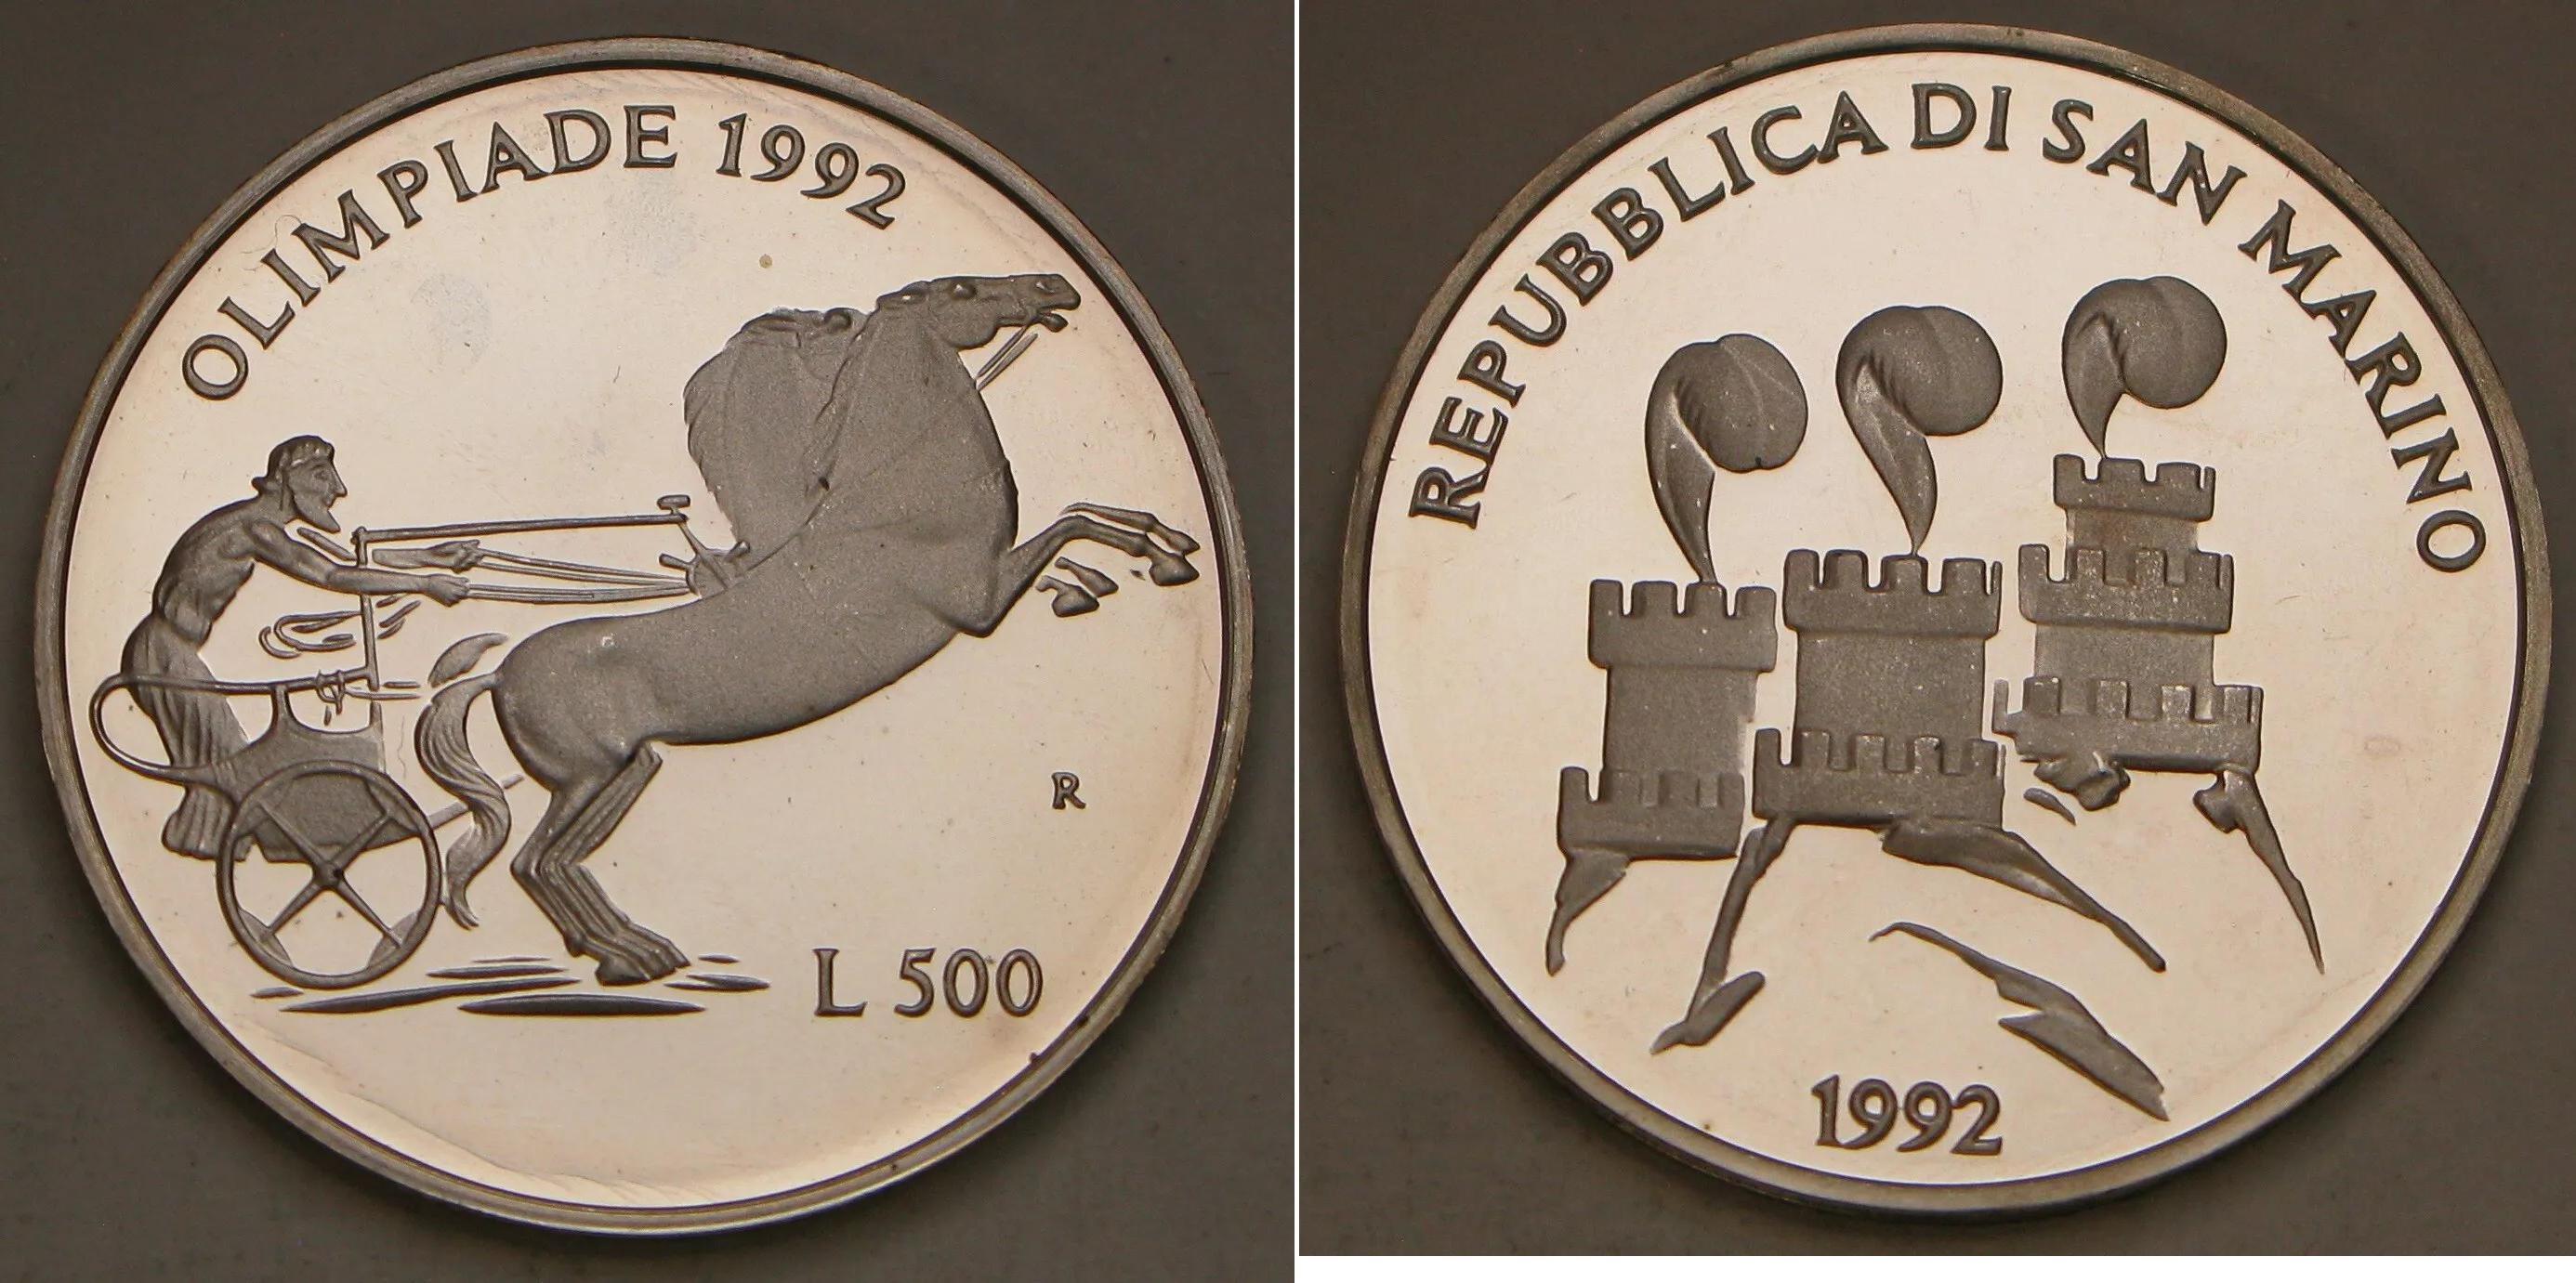 OLIMPIADE 1992
R
L 500
REPUBBLICA DI SAN MARINO
1992